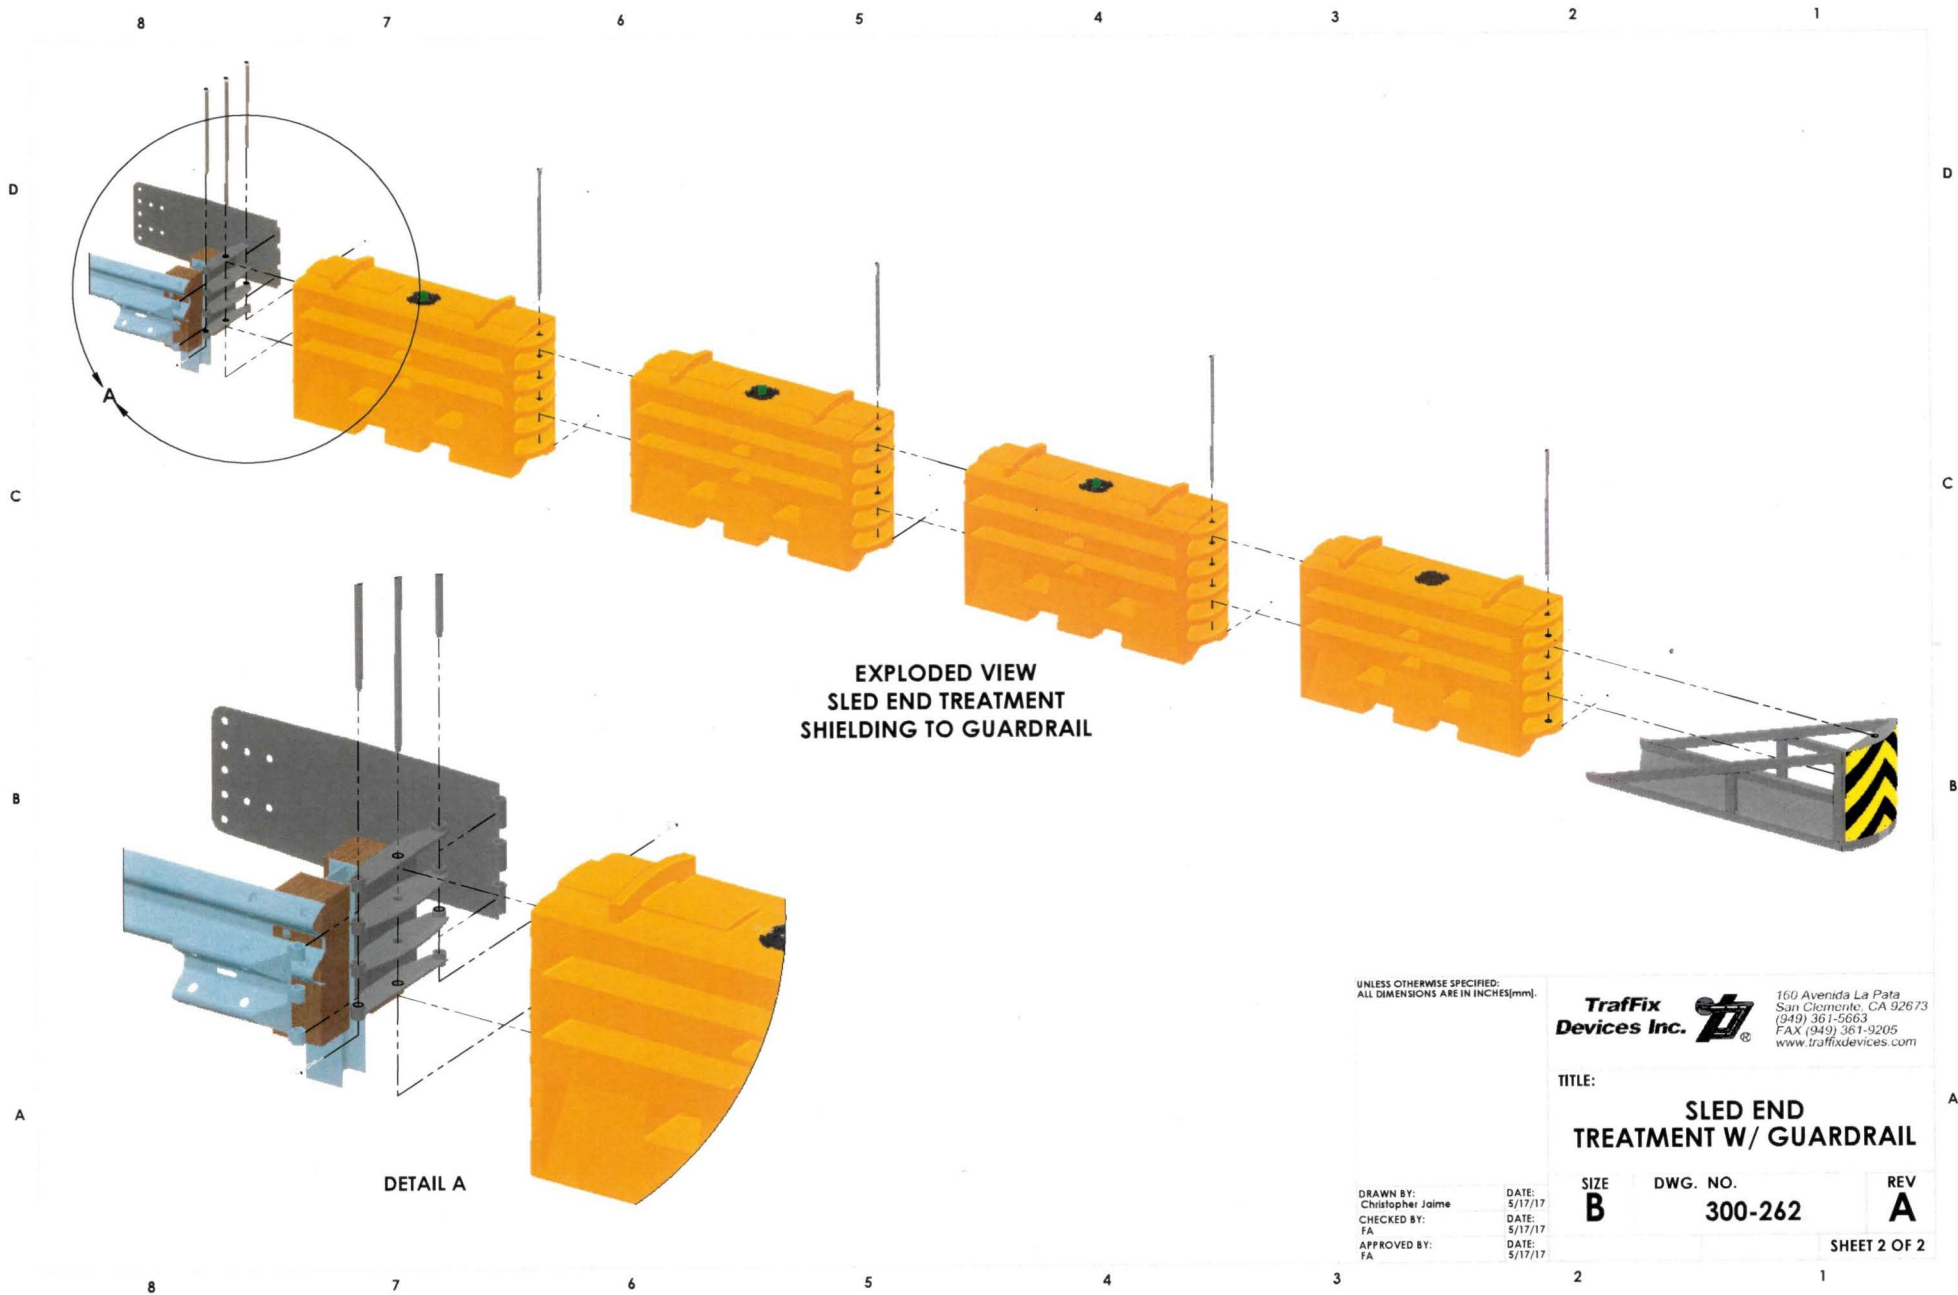 8 7 6 5 4 3 2 1
D D
A
C C
EXPLODED VIEW
SLED END TREATMENT
SHIELDING TO GUARDRAIL
B B
A A
DETAIL A
UNLESS OTHERWISE SPECIFIED:
ALL DIMENSIONS ARE IN INCHES[mm].
TrafFix
Devices Inc.
®
160 Avenida La Pata
San Clemente, CA 92673
(949) 361-5663
FAX (949) 361-9205
www.traffixdevices.com
TITLE:
SLED END
TREATMENT W/ GUARDRAIL
DRAWN BY:
Christopher Jaime
DATE:
5/17/17
CHECKED BY:
FA
DATE:
5/17/17
APPROVED BY:
FA
DATE:
5/17/17
SIZE
B
DWG. NO.
300-262
REV
A
SHEET 2 OF 2
8 7 6 5 4 3 2 1